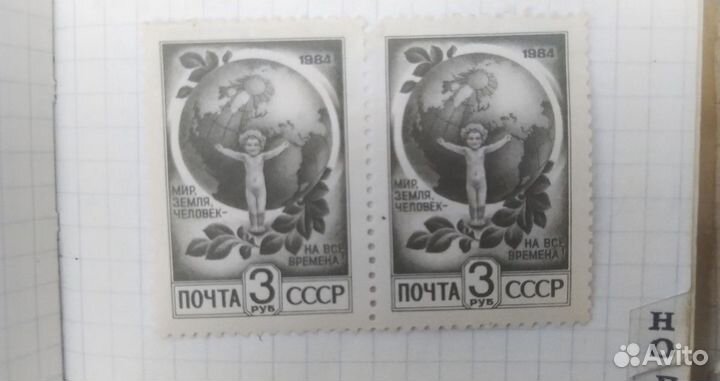 1984
МИР,
ЗЕМЛЯ,
ЧЕЛОВЕК-
НА ВСЕ
ВРЕМЕНА!
ПОЧТА 3 РУБ СССР
1984
МИР,
ЗЕМЛЯ,
ЧЕЛОВЕК-
НА ВСЕ
ВРЕМЕНА!
ПОЧТА 3 РУБ СССР
Н
Avito